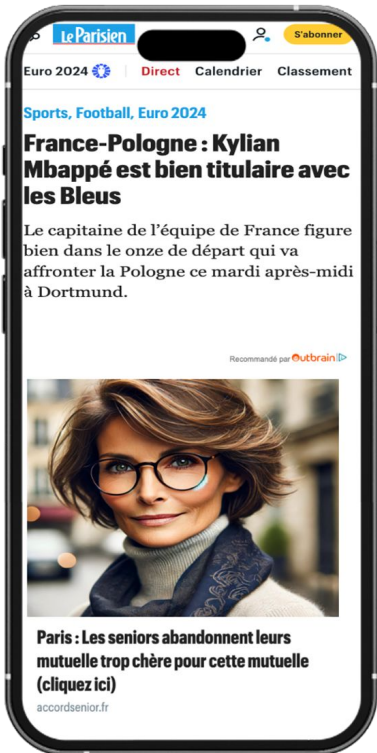 Le Parisien
S'abonner
Euro 2024
Direct
Calendrier
Classement
Sports, Football, Euro 2024
France-Pologne : Kylian
Mbappé est bien titulaire avec
les Bleus
Le capitaine de l'équipe de France figure
bien dans le onze de départ qui va
affronter la Pologne ce mardi après-midi
à Dortmund.
Recommandé par Outbrain
Paris : Les seniors abandonnent leurs
mutuelle trop chère pour cette mutuelle
(cliquez ici)
accordsenior.fr